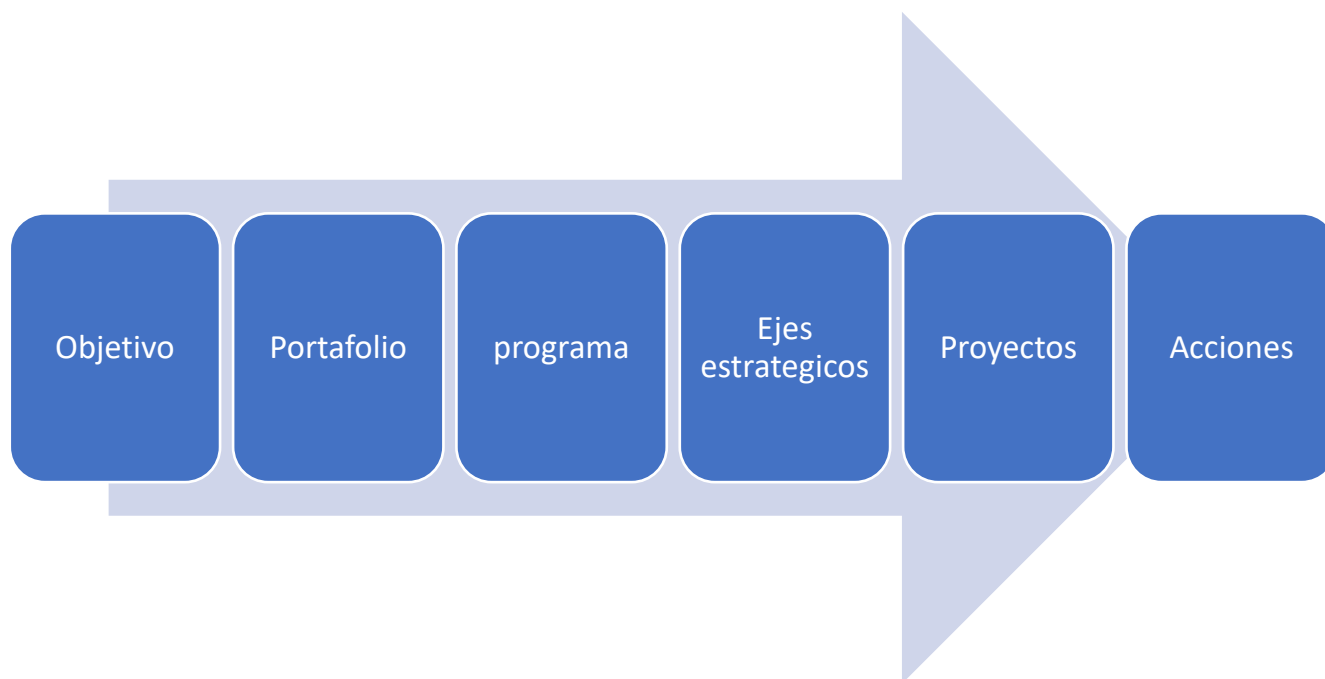 Objetivo
Portafolio
programa
Ejes
estrategicos
Proyectos
Acciones